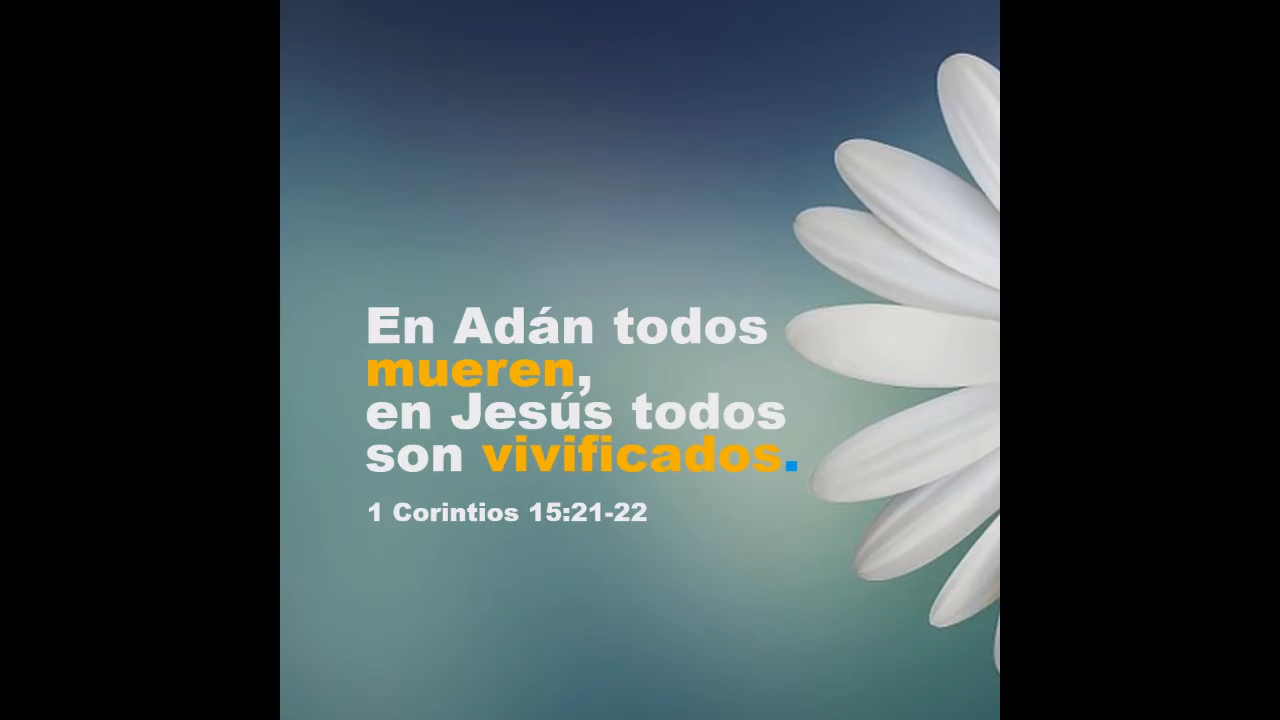 En Adán todos
mueren,
en Jesús todos
son vivificados.
1 Corintios 15:21-22